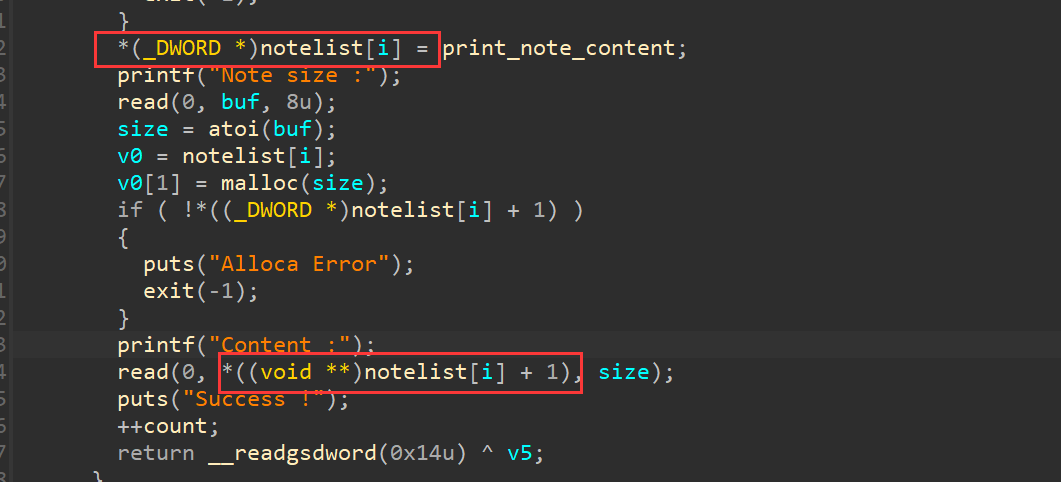 }
*(_DWORD *)notelist[i] = print_note_content;
printf("Note size :");
read(0, buf, 8u);
size = atoi(buf);
v0 = notelist[i];
v0[1] = malloc(size);
if ( !*((_DWORD *)notelist[i] + 1) )
{
puts("Alloca Error");
exit(-1);
}
printf("Content :");
read(0, *((void **)notelist[i] + 1), size);
puts("Success !");
++count;
return __readgsdword(0x14u) ^ v5;
}